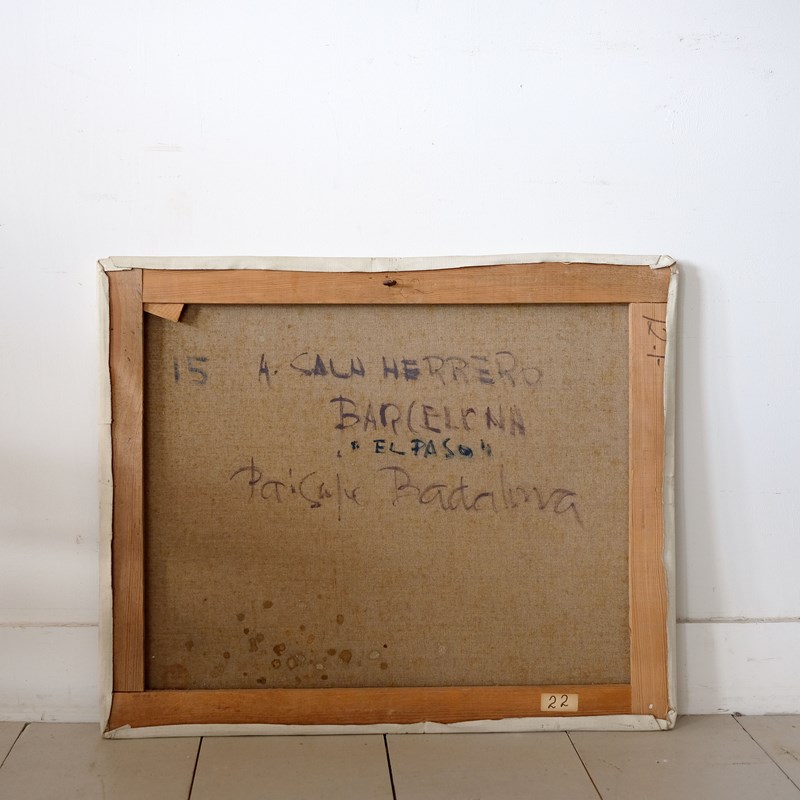 15 A. SALA HERRERO
BARCELONA
"EL PASO"
Paisaje Badalona
22